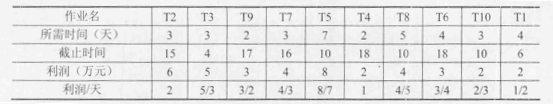 作业名 T2 T3 T9 T7 T5 T4 T8 T6 T10 T1
所需时间（天） 3 3 2 3 7 2 5 4 3 4
截止时间 15 4 17 16 10 18 10 18 10 6
利润（万元） 6 5 3 4 8 2 4 3 2 2
利润/天 2 5/3 3/2 4/3 8/7 1 4/5 3/4 2/3 1/2